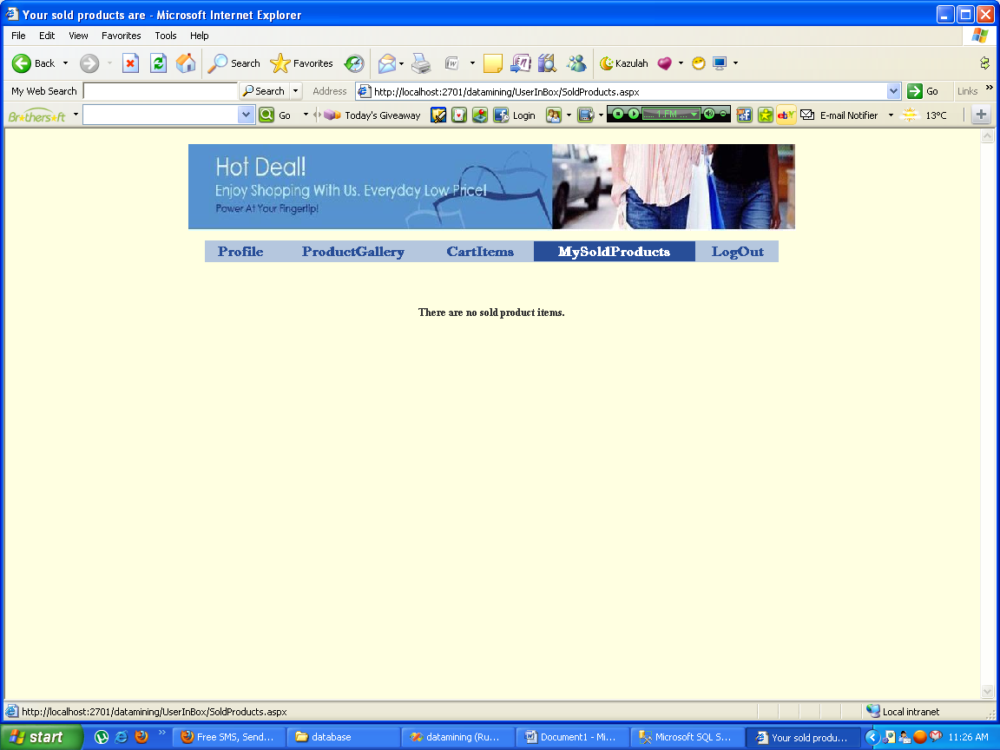 Your sold products are - Microsoft Internet Explorer
File Edit View Favorites Tools Help
Back Search Favorites Kazulah
My Web Search Search Address http://localhost:2701/datamining/UserInBox/SoldProducts.aspx Go Links »
Brothersoft Go Today's Giveaway Login 1.FM ebY E-mail Notifier 13°C
Hot Deal!
Enjoy Shopping With Us. Everyday Low Price!
Power At Your Fingertip!
Profile ProductGallery CartItems MySoldProducts LogOut
There are no sold product items.
http://localhost:2701/datamining/UserInBox/SoldProducts.aspx Local intranet
start » Free SMS, Send... database datamining (Ru... Document1 - Mi... Microsoft SQL S... Your sold produ... 11:26 AM